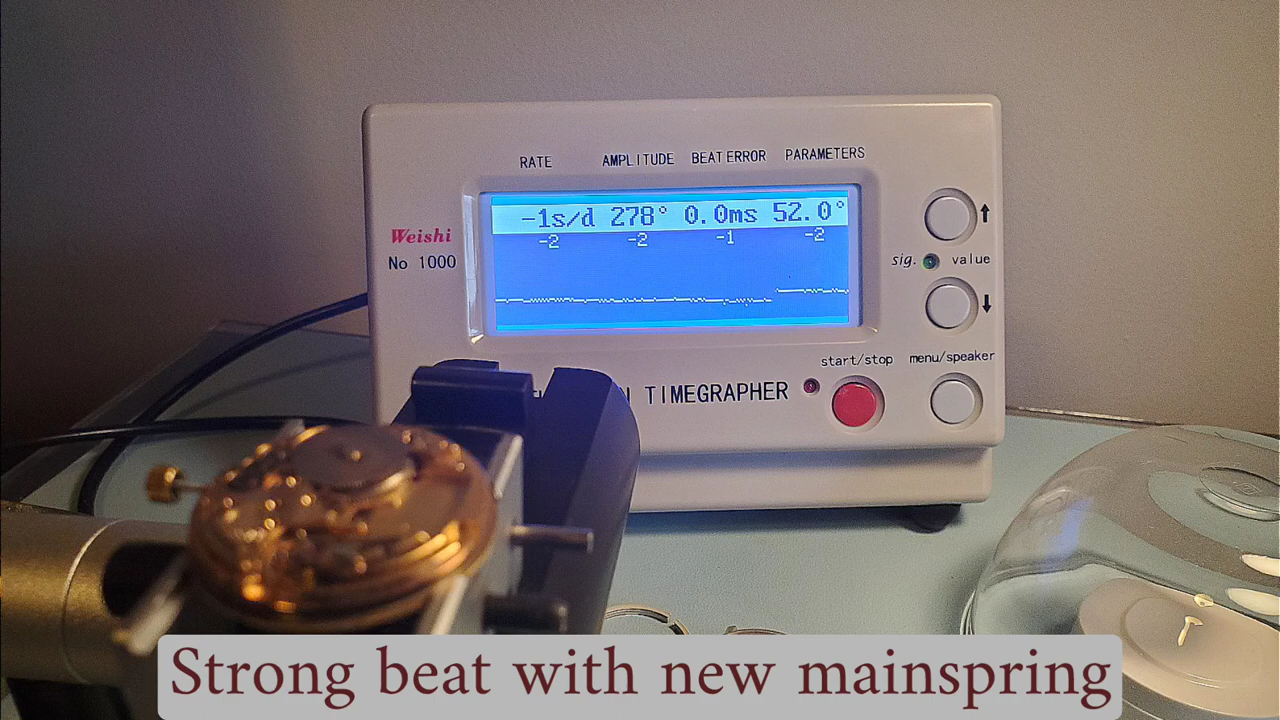 RATE AMPLITUDE BEAT ERROR PARAMETERS
-1s/d 278° 0.0ms 52.0°
-2 -2 -1 -2
Weishi
No 1000
sig. value
start/stop menu/speaker
TIMEGRAPHER
Strong beat with new mainspring